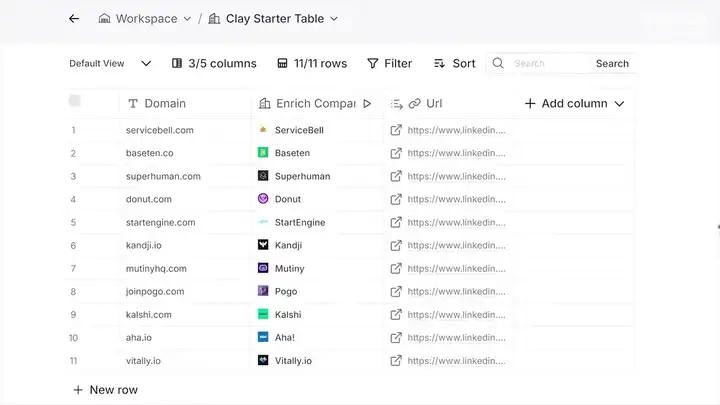 Workspace / Clay Starter Table
Default View 3/5 columns 11/11 rows Filter Sort Search Search
Domain Enrich Compar Url + Add column
1 servicebell.com ServiceBell https://www.linkedin....
2 baseten.co Baseten https://www.linkedin....
3 superhuman.com Superhuman https://www.linkedin....
4 donut.com Donut https://www.linkedin....
5 startengine.com StartEngine https://www.linkedin....
6 kandji.io Kandji https://www.linkedin....
7 mutinyhq.com Mutiny https://www.linkedin....
8 joinpogo.com Pogo https://www.linkedin....
9 kalshi.com Kalshi https://www.linkedin....
10 aha.io Aha! https://www.linkedin....
11 vitally.io Vitally.io https://www.linkedin....
+ New row